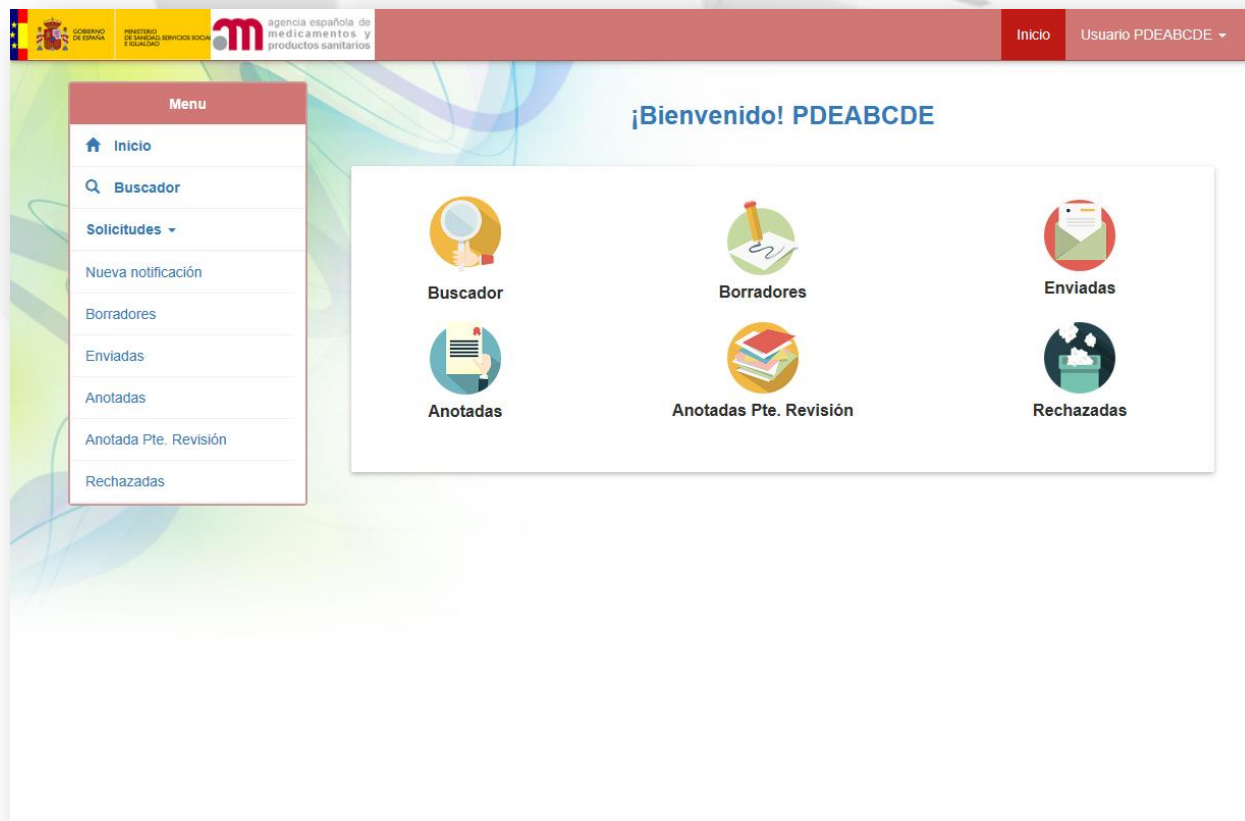 GOBIERNO
DE ESPAÑA
MINISTERIO
DE SANIDAD, SERVICIOS SOCIA
E IGUALDAD
agencia española de
medicamentos y
productos sanitarios
Inicio
Usuario PDEABCDE
Menu
Inicio
Buscador
Solicitudes
Nueva notificación
Borradores
Enviadas
Anotadas
Anotada Pte. Revisión
Rechazadas
¡Bienvenido! PDEABCDE
Buscador
Borradores
Enviadas
Anotadas
Anotadas Pte. Revisión
Rechazadas